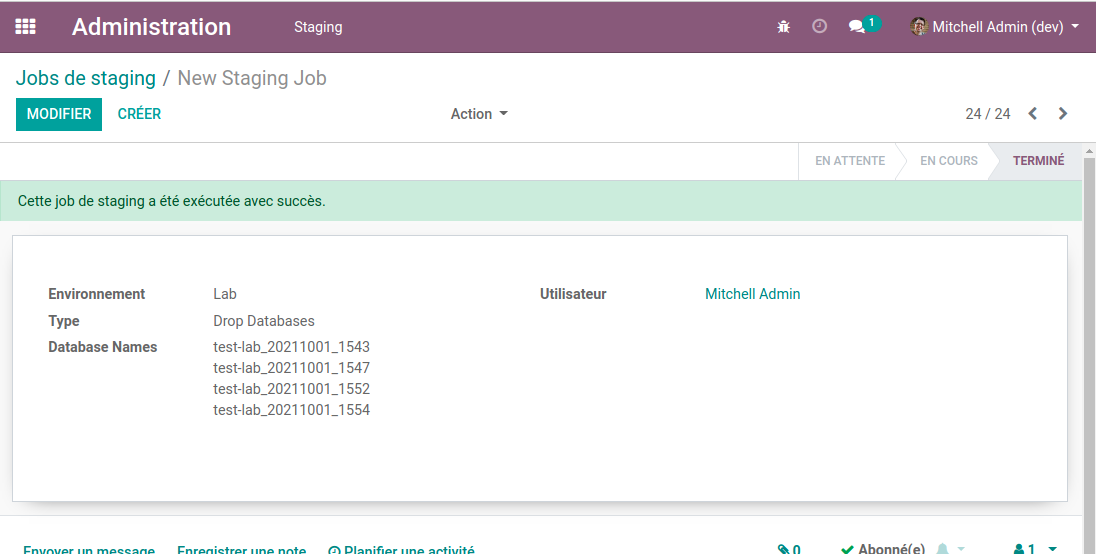 Administration Staging 1 Mitchell Admin (dev)
Jobs de staging / New Staging Job
MODIFIER CRÉER Action 24 / 24
EN ATTENTE EN COURS TERMINÉ
Cette job de staging a été exécutée avec succès.
Environnement Lab Utilisateur Mitchell Admin
Type Drop Databases
Database Names test-lab_20211001_1543
test-lab_20211001_1547
test-lab_20211001_1552
test-lab_20211001_1554
Envoyer un message Enregistrer une note Planifier une activité 0 Abonné(e) 1